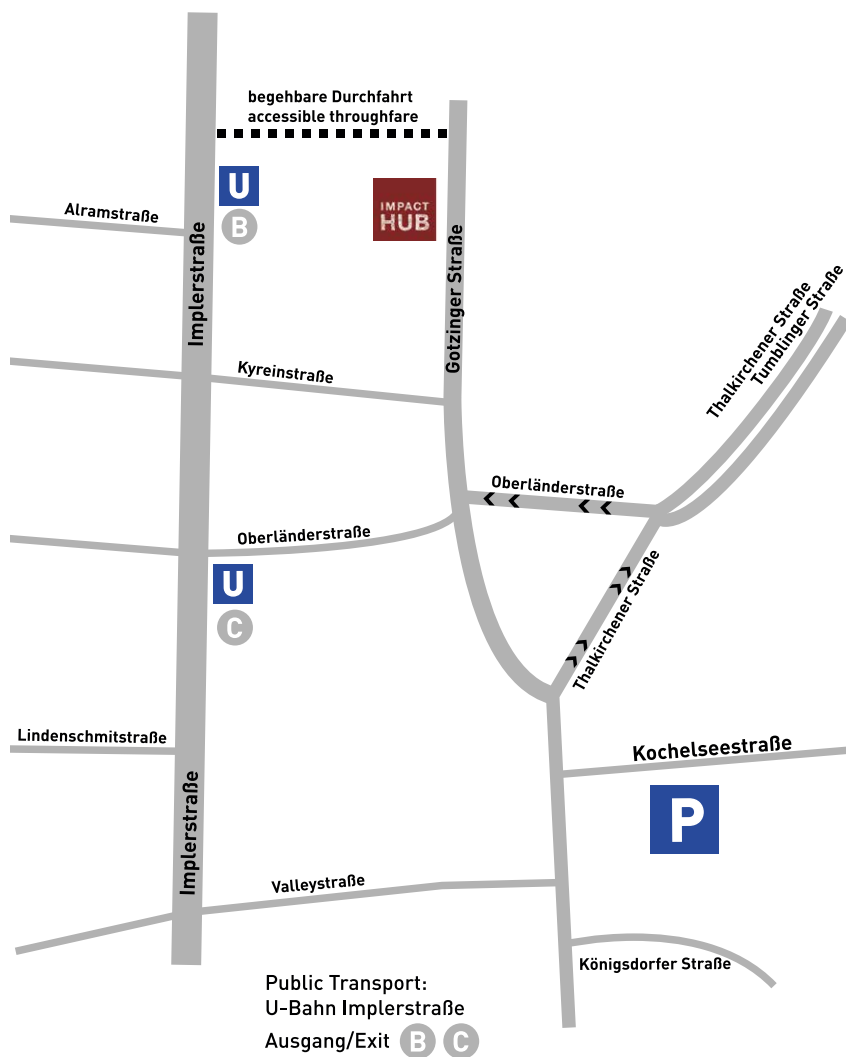 begehbare Durchfahrt
accessible throughfare
U
B
IMPACT
HUB
Alramstraße
Implerstraße
Gotzinger Straße
Thalkirchener Straße
Tumblinger Straße
Kyreinstraße
Oberländerstraße
Oberländerstraße
U
C
Thalkirchener Straße
Lindenschmitstraße
Kochelseestraße
P
Implerstraße
Valleystraße
Königsdorfer Straße
Public Transport:
U-Bahn Implerstraße
Ausgang/Exit B C